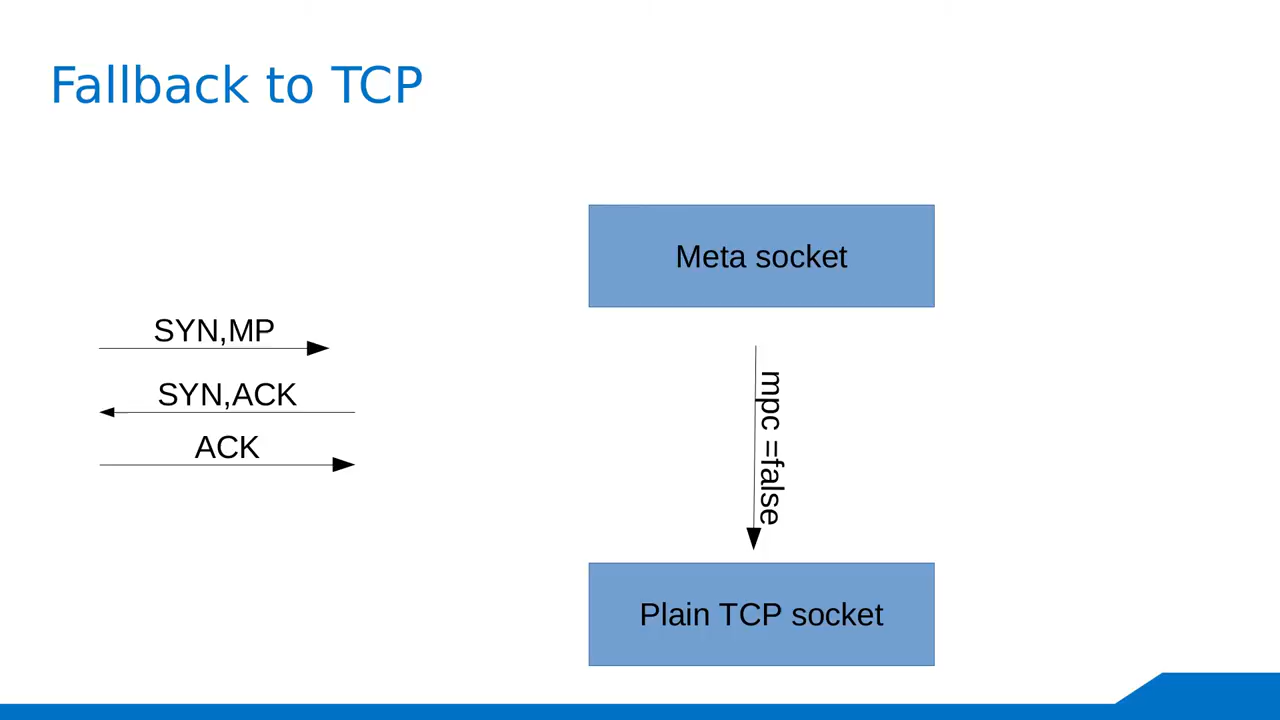 Fallback to TCP
Meta socket
SYN,MP
SYN,ACK
ACK
mpc =false
Plain TCP socket